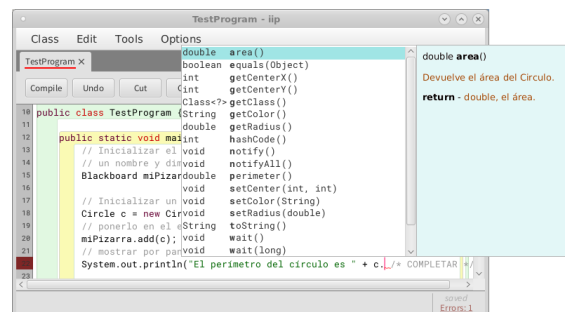 TestProgram - iip
Class Edit Tools Options
TestProgram ×
Compile Undo Cut
10 public class TestProgram {
11
12 public static void mai
13 // Inicializar el
14 // un nombre y dim
15 Blackboard miPizar
16
17 // Inicializar un
18 Circle c = new Cir
19 // ponerlo en el e
20 miPizarra.add(c);
21 // mostrar por pan
System.out.println("El perímetro del círculo es " + c. /* COMPLETAR */
23
double area()
boolean equals(Object)
int getCenterX()
int getCenterY()
Class<?> getClass()
String getColor()
double getRadius()
int hashCode()
void notify()
void notifyAll()
double perimeter()
void setCenter(int, int)
void setColor(String)
void setRadius(double)
String toString()
void wait()
void wait(long)
double area()
Devuelve el área del Circulo.
return - double, el área.
saved
Errors: 1